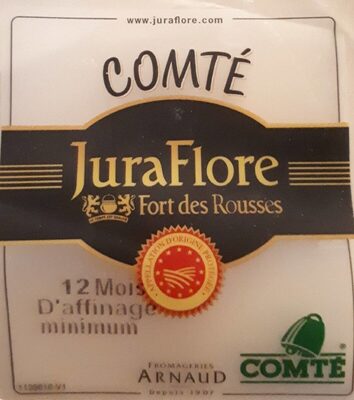 www.juraflore.com
COMTÉ
JuraFlore
Fort des Rousses
APPELLATION D'ORIGINE PROTÉGÉE
12 Mois
D'affinage
minimum
FROMAGERIES
ARNAUD
Depuis 1907
COMTÉ